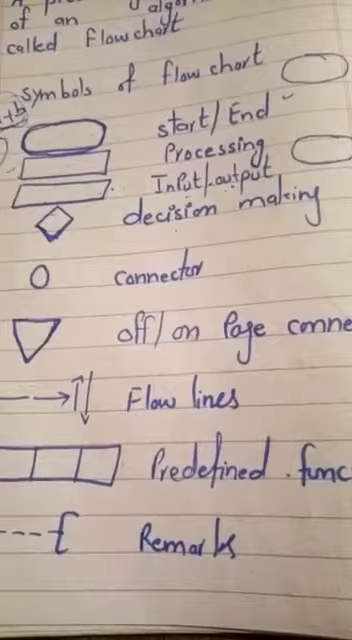 of an
called Flowchart
Symbols of flow chart
start/End
Processing
Input/output
decision making
connector
off/on Page conne
Flow lines
Predefined func
Remarks